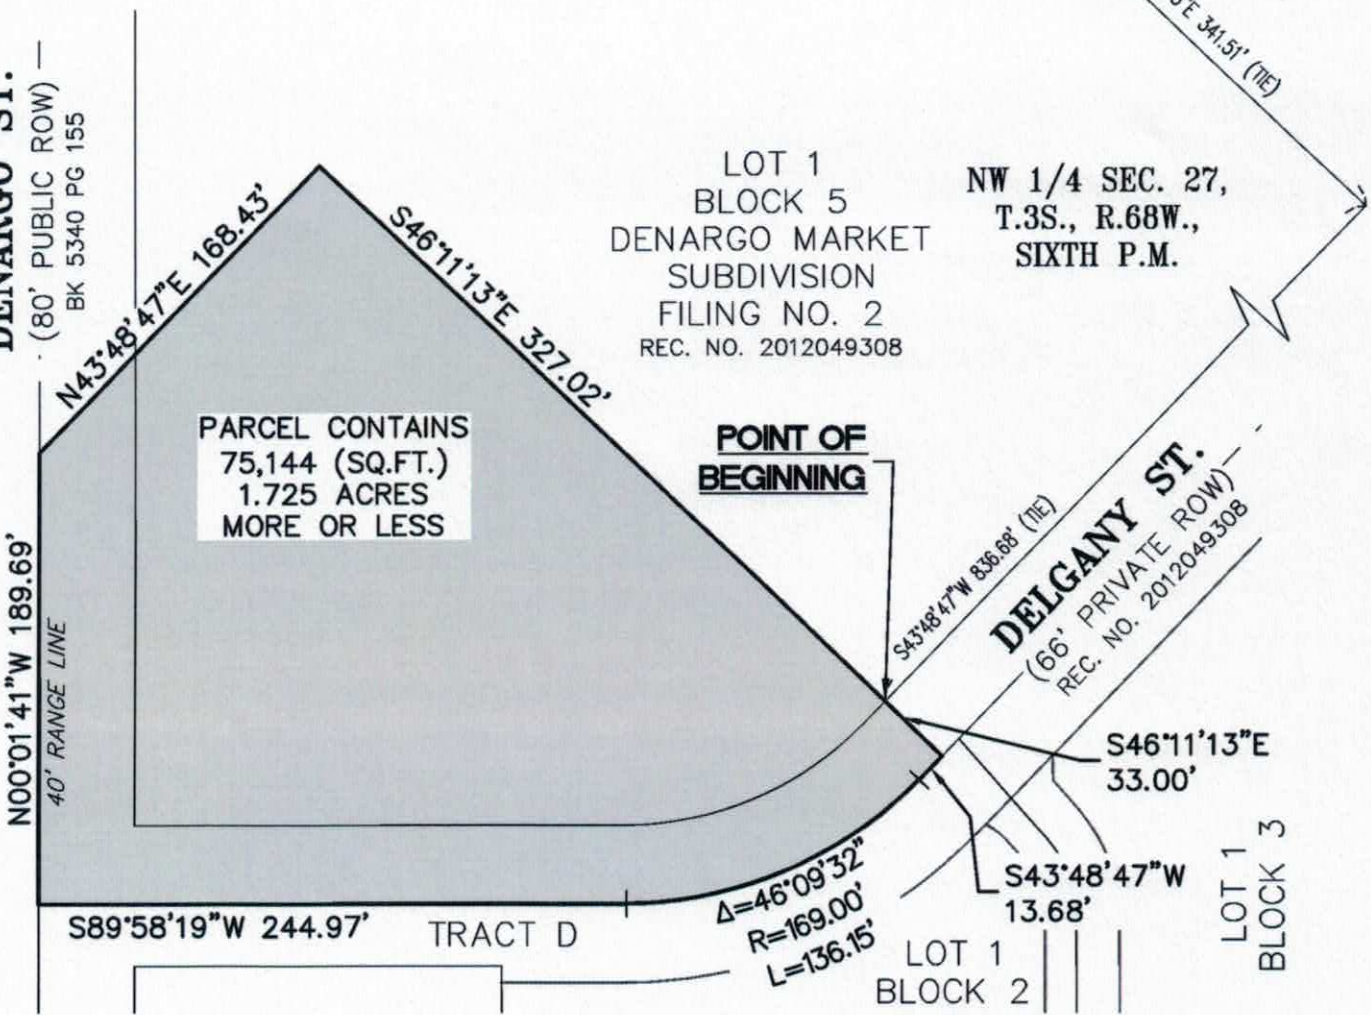 DENARGO ST.
(80' PUBLIC ROW)
BK 5340 PG 155
N43°48'47"E 168.43'
S46°11'13"E 327.02'
LOT 1
BLOCK 5
DENARGO MARKET
SUBDIVISION
FILING NO. 2
REC. NO. 2012049308
NW 1/4 SEC. 27,
T.3S., R.68W.,
SIXTH P.M.
E 341.51' (TIE)
PARCEL CONTAINS
75,144 (SQ.FT.)
1.725 ACRES
MORE OR LESS
POINT OF
BEGINNING
S43°48'47"W 836.68' (TIE)
DELGANY ST.
(66' PRIVATE ROW)
REC. NO. 2012049308
N00°01'41"W 189.69'
40' RANGE LINE
S46°11'13"E
33.00'
S43°48'47"W
13.68'
LOT 1
BLOCK 3
S89°58'19"W 244.97'
TRACT D
Δ=46°09'32"
R=169.00'
L=136.15'
LOT 1
BLOCK 2